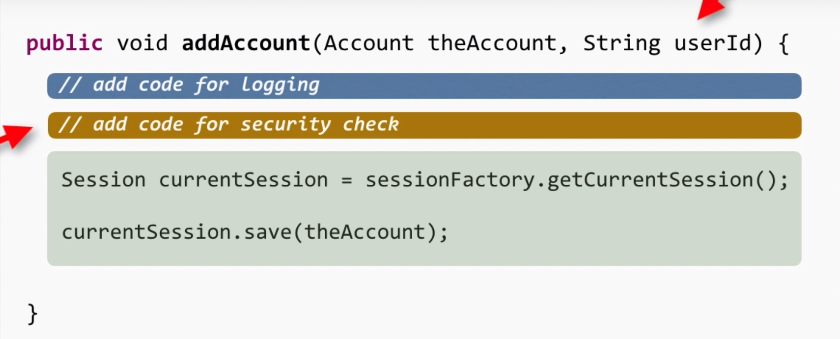 public void addAccount(Account theAccount, String userId) {
// add code for logging
// add code for security check
Session currentSession = sessionFactory.getCurrentSession();
currentSession.save(theAccount);
}